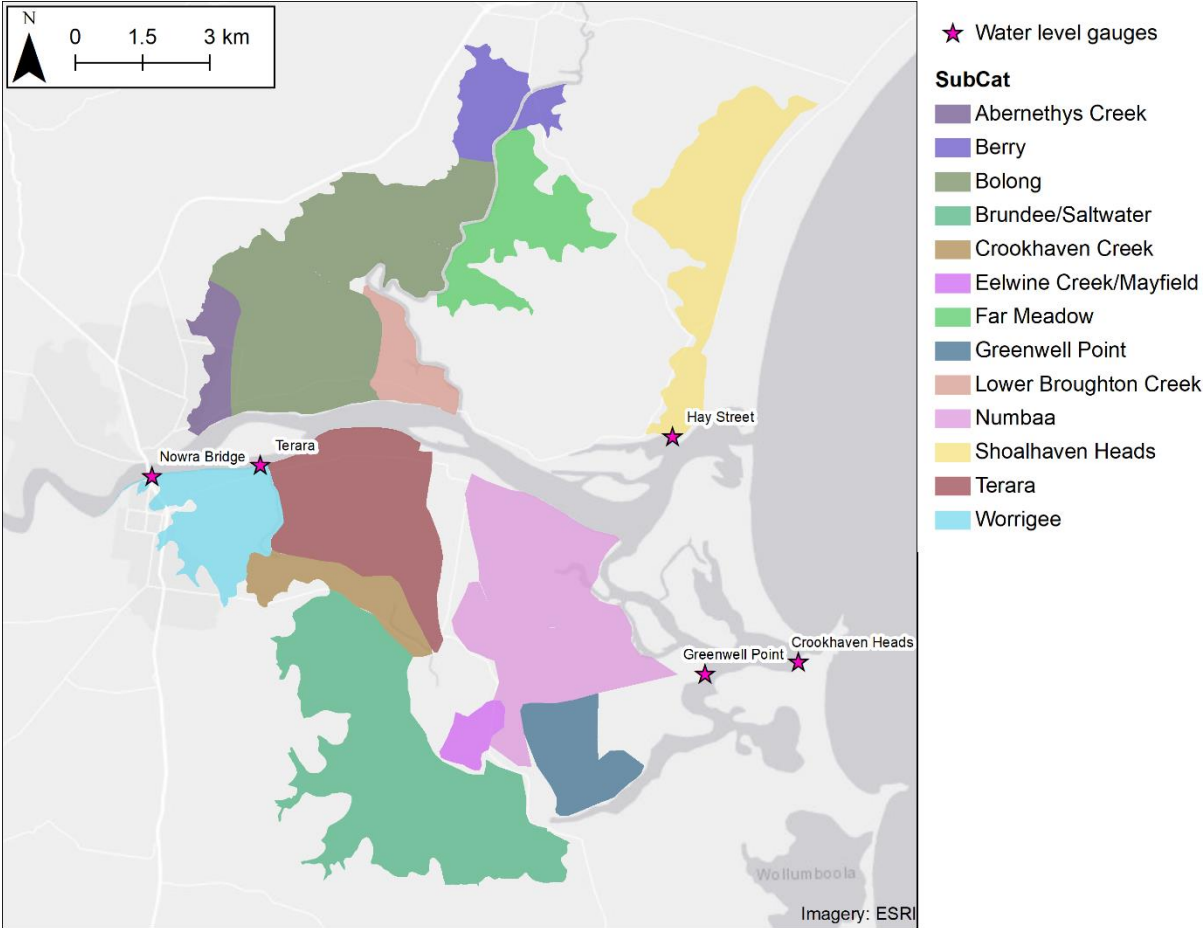 N
0 1.5 3 km
Water level gauges
SubCat
Abernethys Creek
Berry
Bolong
Brundee/Saltwater
Crookhaven Creek
Eelwine Creek/Mayfield
Far Meadow
Greenwell Point
Lower Broughton Creek
Numbaa
Shoalhaven Heads
Terara
Worrigee
Hay Street
Terara
Nowra Bridge
Crookhaven Heads
Greenwell Point
Wollumboola
Imagery: ESRI